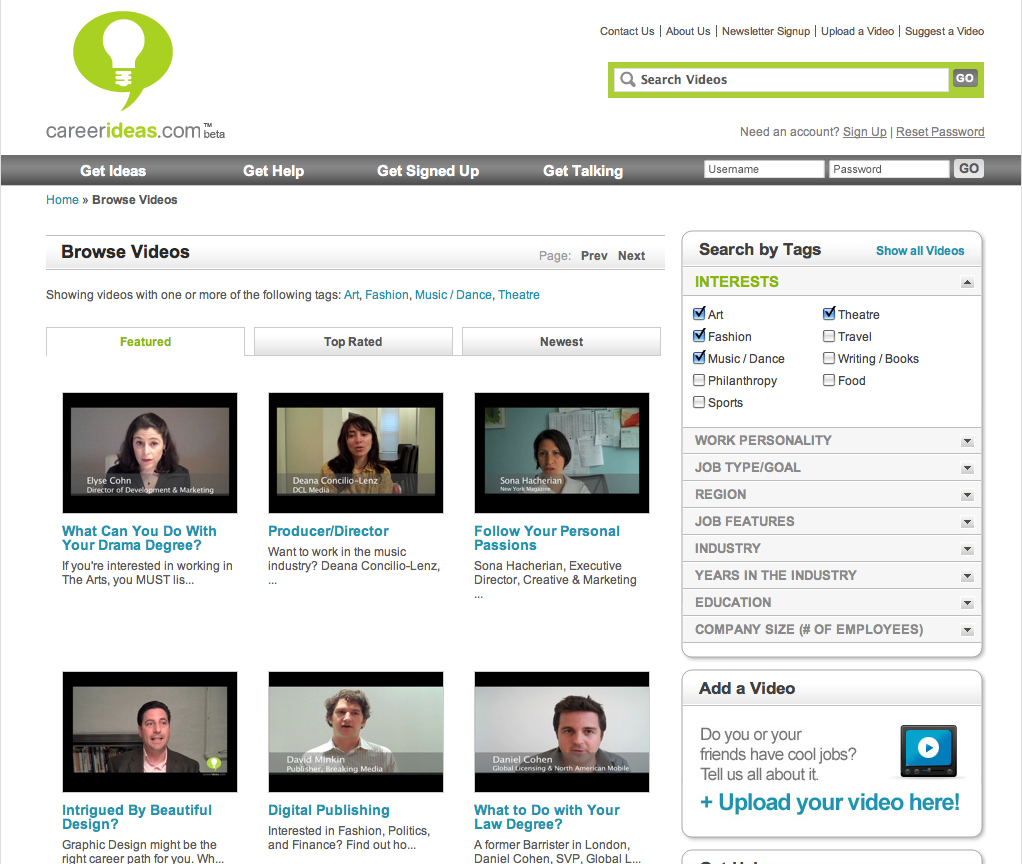 Contact Us | About Us | Newsletter Signup | Upload a Video | Suggest a Video
Search Videos GO
careerideas.com™ beta
Need an account? Sign Up | Reset Password
Get Ideas Get Help Get Signed Up Get Talking Username Password GO
Home » Browse Videos
Browse Videos
Page: Prev Next
Showing videos with one or more of the following tags: Art, Fashion, Music / Dance, Theatre
Featured Top Rated Newest
Elyse Cohn
Director of Development & Marketing
What Can You Do With
Your Drama Degree?
If you're interested in working in
The Arts, you MUST lis...
Deana Concilio-Lenz
DCL Media
Producer/Director
Want to work in the music
industry? Deana Concilio-Lenz,
...
Sona Hacherian
New York Magazine
Follow Your Personal
Passions
Sona Hacherian, Executive
Director, Creative & Marketing
...
Intrigued By Beautiful
Design?
Graphic Design might be the
right career path for you. Wh...
David Minkin
Publisher, Breaking Media
Digital Publishing
Interested in Fashion, Politics,
and Finance? Find out ho...
Daniel Cohen
Global Licensing & North American Mobile
What to Do with Your
Law Degree?
A former Barrister in London,
Daniel Cohen, SVP, Global L...
Search by Tags Show all Videos
INTERESTS
Art Theatre
Fashion Travel
Music / Dance Writing / Books
Philanthropy Food
Sports
WORK PERSONALITY
JOB TYPE/GOAL
REGION
JOB FEATURES
INDUSTRY
YEARS IN THE INDUSTRY
EDUCATION
COMPANY SIZE (# OF EMPLOYEES)
Add a Video
Do you or your
friends have cool jobs?
Tell us all about it.
+ Upload your video here!